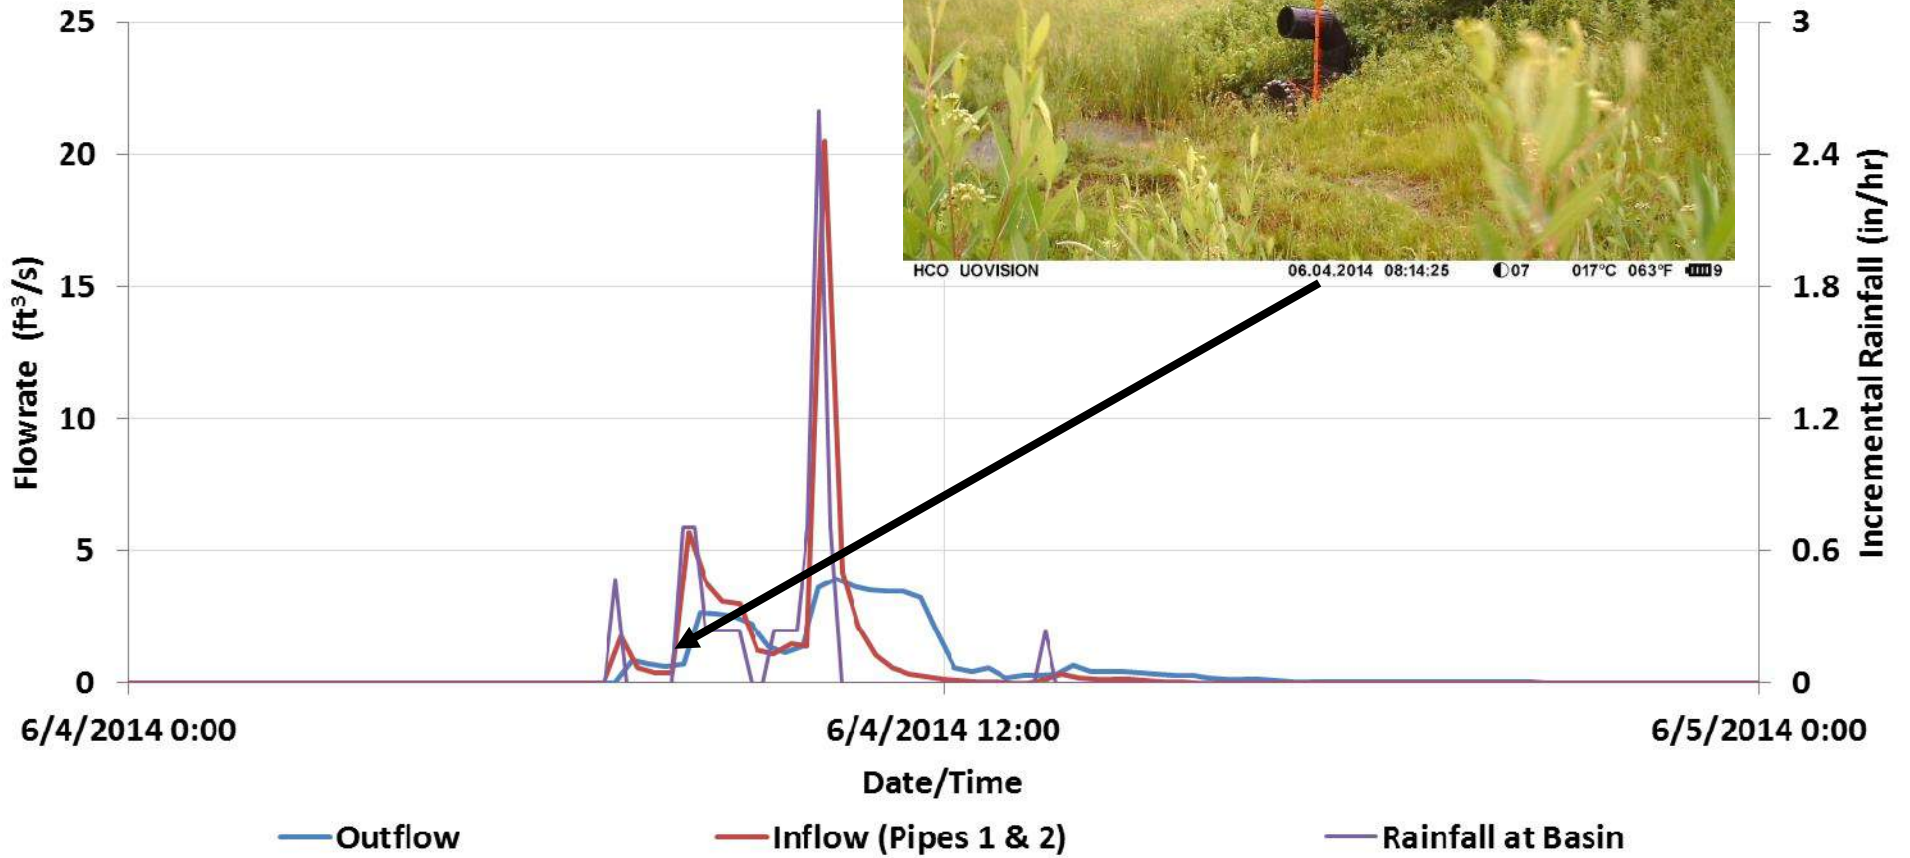 25
20
15
10
5
0
Flowrate (ft³/s)
3
2.4
1.8
1.2
0.6
0
Incremental Rainfall (in/hr)
HCO UOVISION 06.04.2014 08:14:25 07 017°C 063°F 9
6/4/2014 0:00 6/4/2014 12:00 6/5/2014 0:00
Date/Time
Outflow Inflow (Pipes 1 & 2) Rainfall at Basin